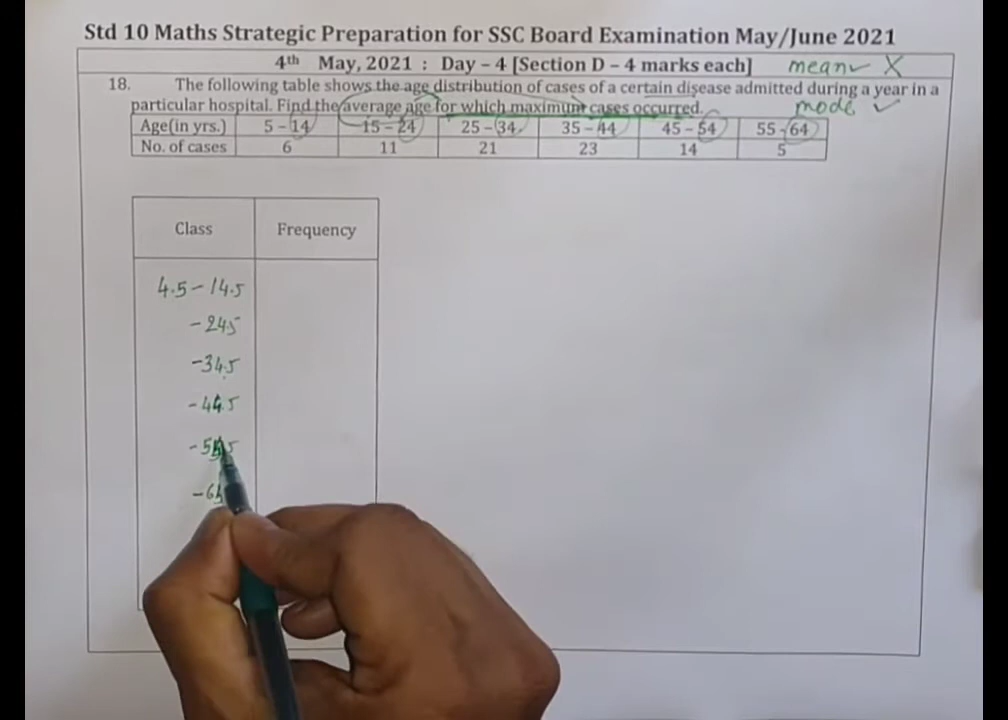 Std 10 Maths Strategic Preparation for SSC Board Examination May/June 2021
4th May, 2021 : Day – 4 [Section D – 4 marks each] mean X
18. The following table shows the age distribution of cases of a certain disease admitted during a year in a
particular hospital. Find the average age for which maximum cases occurred. mode ✓
Age(in yrs.) 5 – 14 15 – 24 25 – 34 35 – 44 45 – 54 55 – 64
No. of cases 6 11 21 23 14 5
Class Frequency
4.5 – 14.5
– 24.5
– 34.5
– 44.5